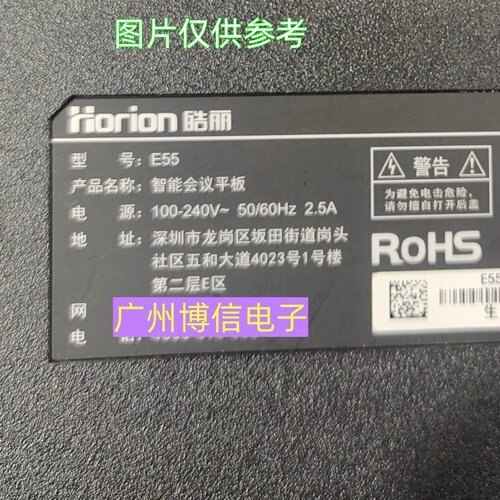 图片仅供参考
Horion 皓丽
型 号：E55
产品名称：智能会议平板
电 源：100-240V~ 50/60Hz 2.5A
地 址：深圳市龙岗区坂田街道岗头
社区五和大道4023号1号楼
第二层E区
网
电
广州博信电子
警告
为避免电击危险，
请勿擅自打开后盖
RoHS
E55
生